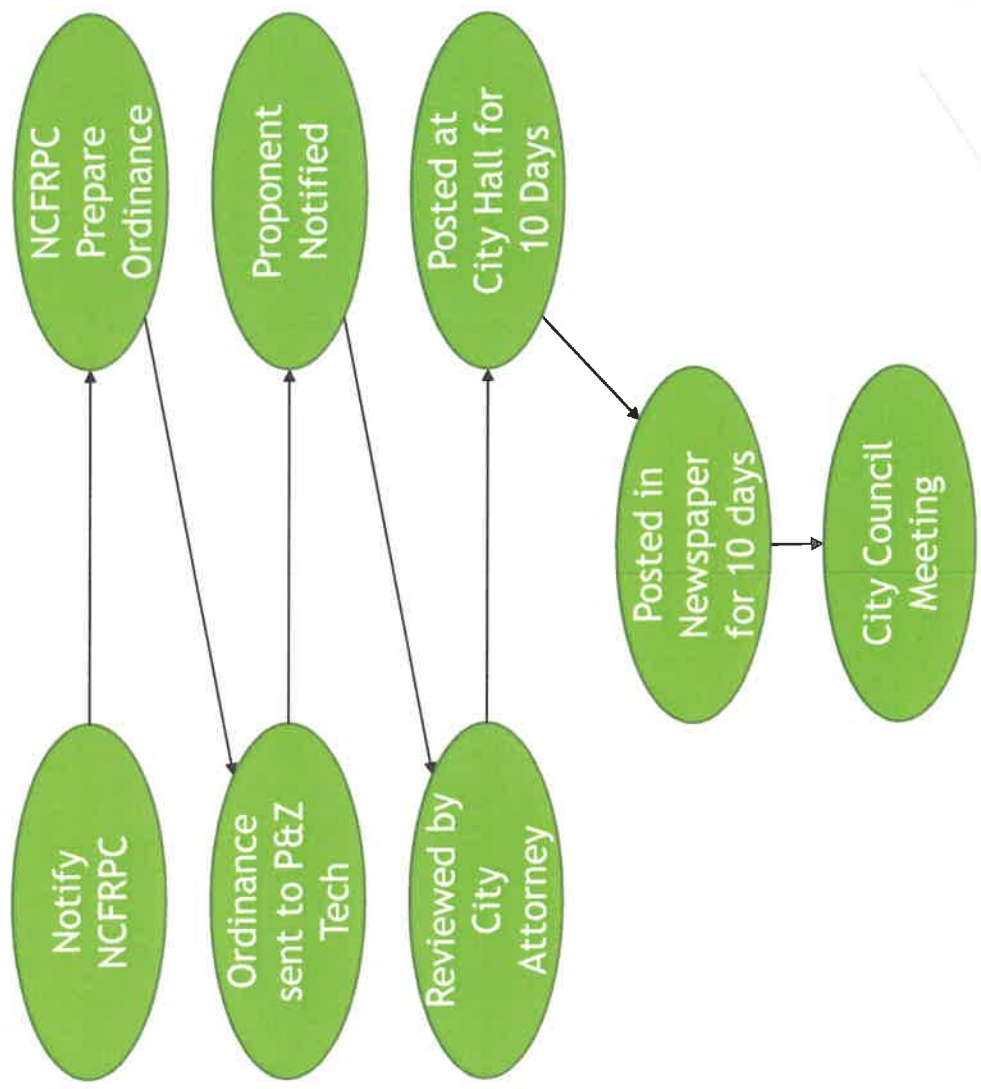 Notify
NCFRPC
NCFRPC
Prepare
Ordinance
Ordinance
sent to P&Z
Tech
Proponent
Notified
Reviewed by
City
Attorney
Posted at
City Hall for
10 Days
Posted in
Newspaper
for 10 days
City Council
Meeting